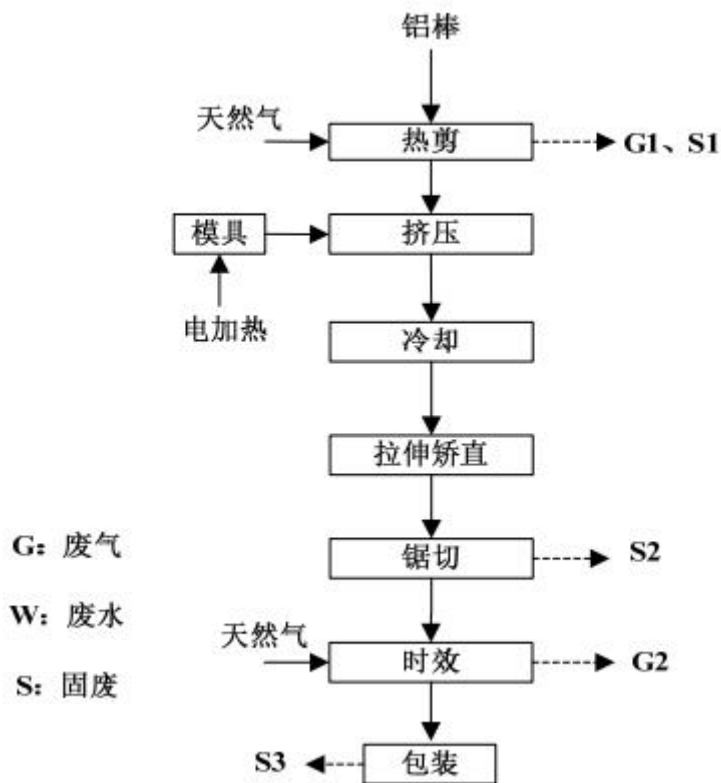 铝棒
天然气
热剪
G1、S1
模具
挤压
电加热
冷却
拉伸矫直
G：废气
锯切
S2
W：废水
天然气
时效
G2
S：固废
S3
包装